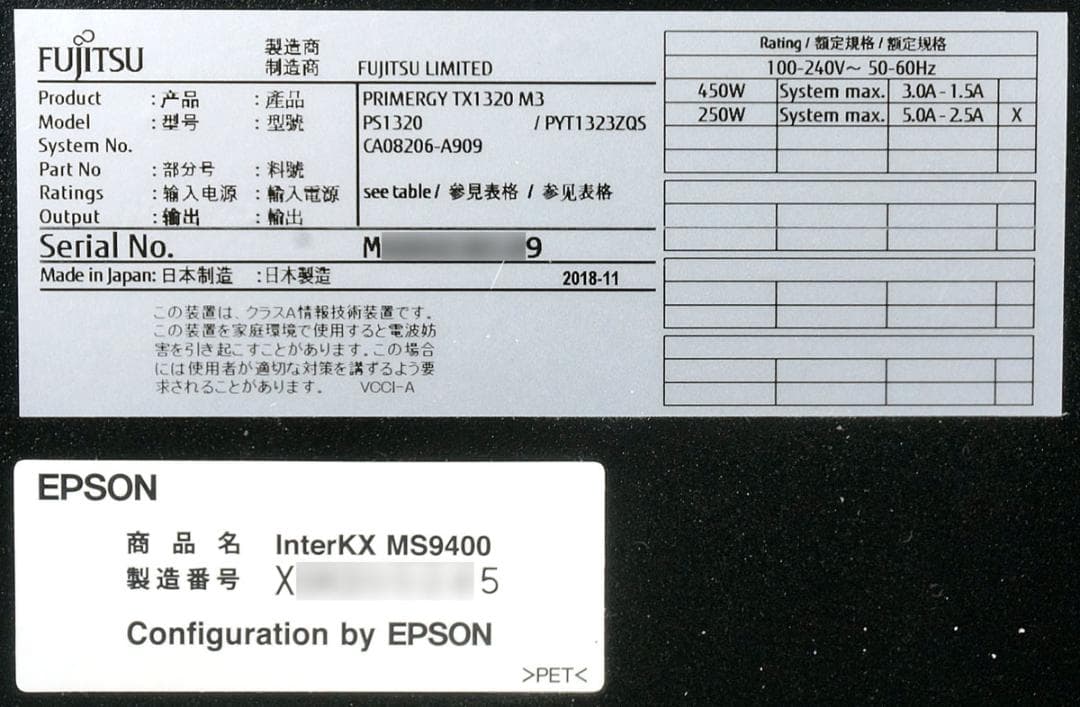 FUJITSU
製造商
制造商 FUJITSU LIMITED
Product : 产品 : 產品 PRIMERGY TX1320 M3
Model : 型号 : 型號 PS1320 / PYT1323ZQS
System No. CA08206-A909
Part No : 部分号 : 料號
Ratings : 输入电源 : 輸入電源 see table / 參見表格 / 参见表格
Output : 输出 : 輸出
Serial No. M 9
Made in Japan: 日本制造 : 日本製造 2018-11
この装置は、クラスA情報技術装置です。
この装置を家庭環境で使用すると電波妨
害を引き起こすことがあります。この場合
には使用者が適切な対策を講ずるよう要
求されることがあります。 VCCI-A
Rating / 額定規格 / 额定规格
100-240V～ 50-60Hz
450W System max. 3.0A - 1.5A
250W System max. 5.0A - 2.5A X
EPSON
商品名 InterKX MS9400
製造番号 X 5
Configuration by EPSON
>PET<